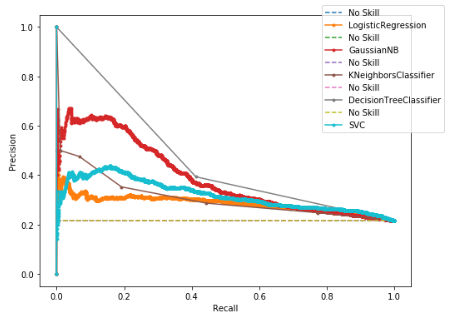 No Skill
LogisticRegression
No Skill
GaussianNB
No Skill
KNeighborsClassifier
No Skill
DecisionTreeClassifier
No Skill
SVC
1.0
0.8
0.6
0.4
0.2
0.0
Precision
0.0 0.2 0.4 0.6 0.8 1.0
Recall